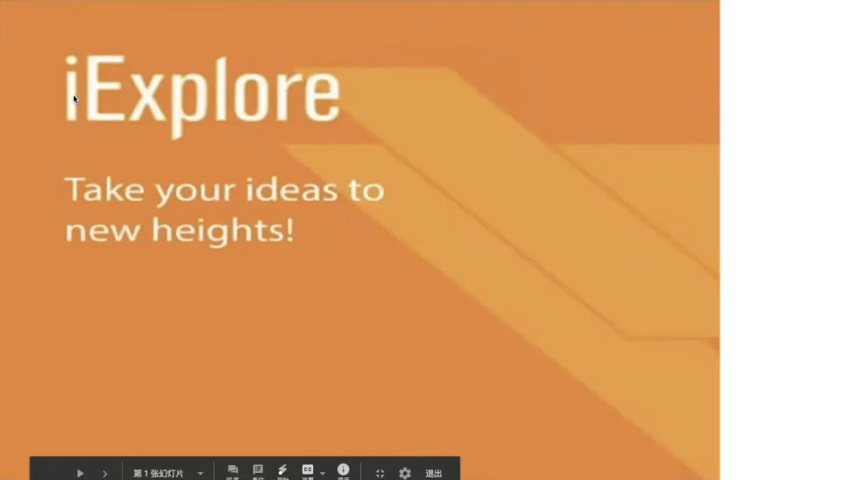 iExplore
Take your ideas to
new heights!
第 1 张幻灯片
退出